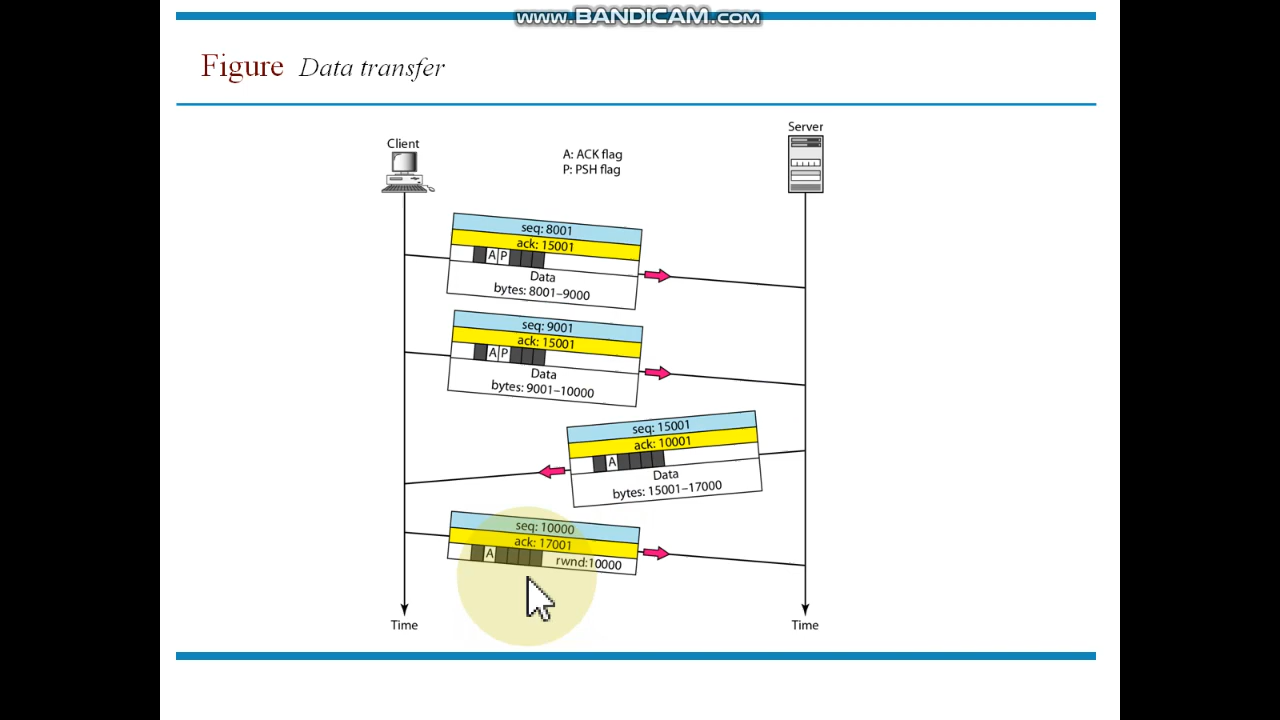 www.BANDICAM.com
Figure Data transfer
Client
Server
A: ACK flag
P: PSH flag
seq: 8001
ack: 15001
A P
Data
bytes: 8001–9000
seq: 9001
ack: 15001
A P
Data
bytes: 9001–10000
seq: 15001
ack: 10001
A
Data
bytes: 15001–17000
seq: 10000
ack: 17001
A
rwnd:10000
Time
Time